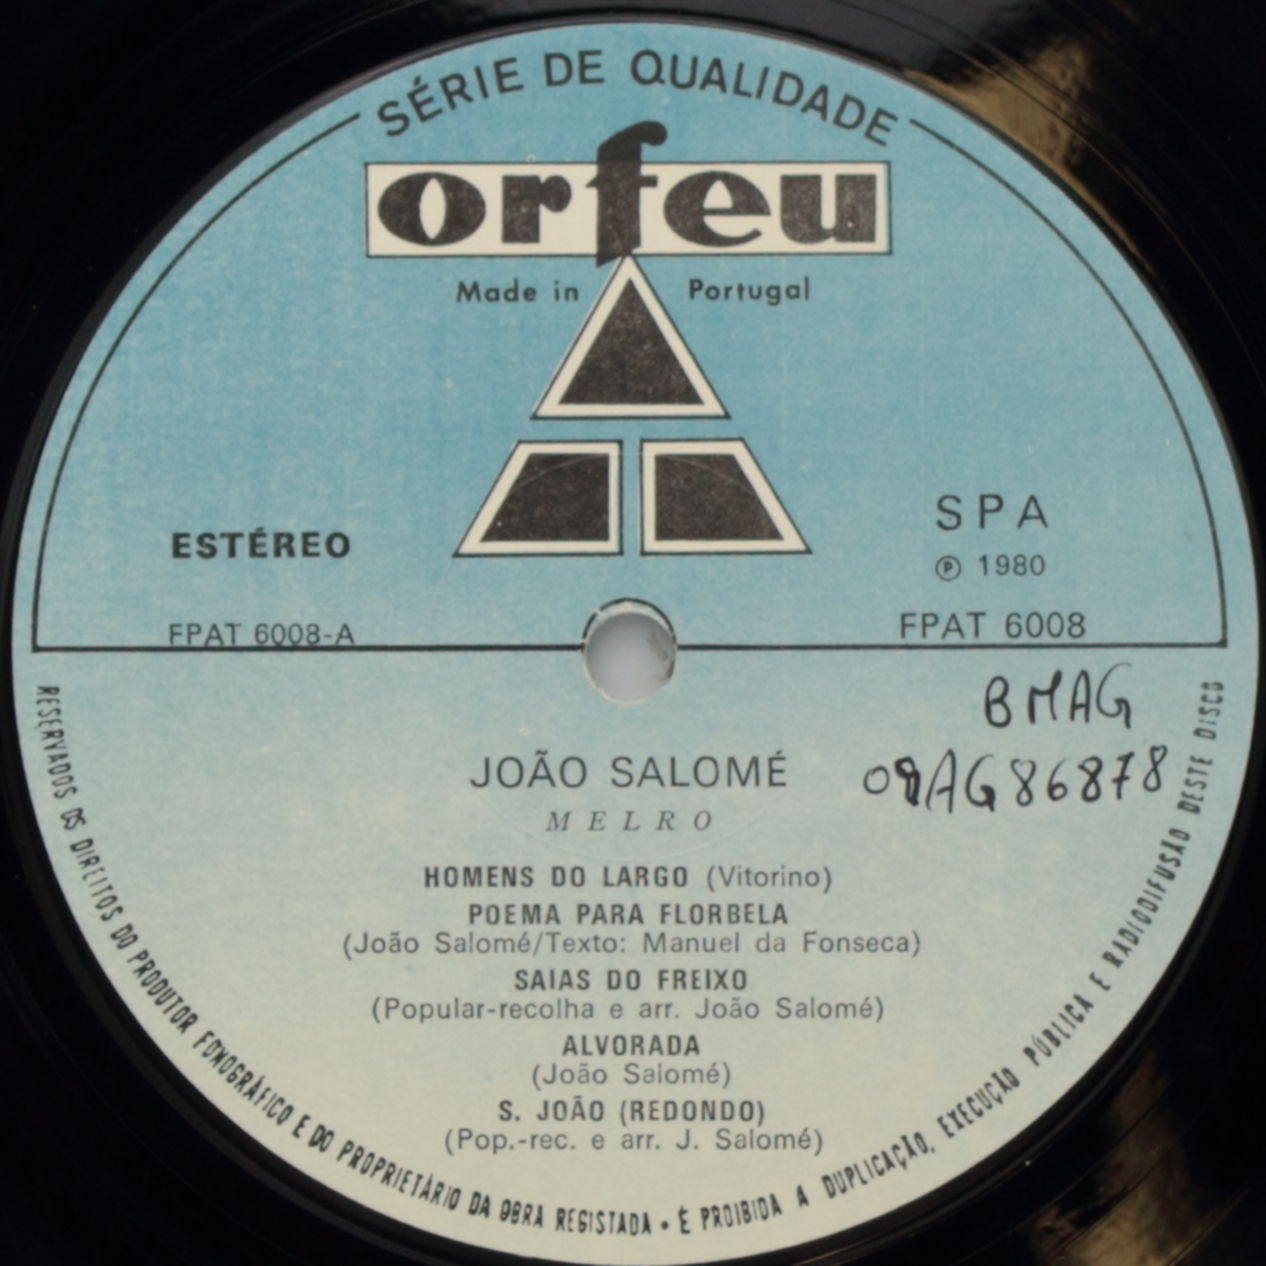 SÉRIE DE QUALIDADE
orfeu
Made in Portugal
ESTÉREO
SPA
℗ 1980
FPAT 6008-A
FPAT 6008
BMAG
JOÃO SALOMÉ
MELRO
HOMENS DO LARGO (Vitorino)
POEMA PARA FLORBELA
(João Salomé/Texto: Manuel da Fonseca)
SAIAS DO FREIXO
(Popular-recolha e arr. João Salomé)
ALVORADA
(João Salomé)
S. JOÃO (REDONDO)
(Pop.-rec. e arr. J. Salomé)
RESERVADOS OS DIREITOS DO PRODUTOR FONOGRÁFICO E DO PROPRIETÁRIO DA OBRA REGISTADA • É PROIBIDA A DUPLICAÇÃO, EXECUÇÃO PÚBLICA E RADIODIFUSÃO DESTE DISCO